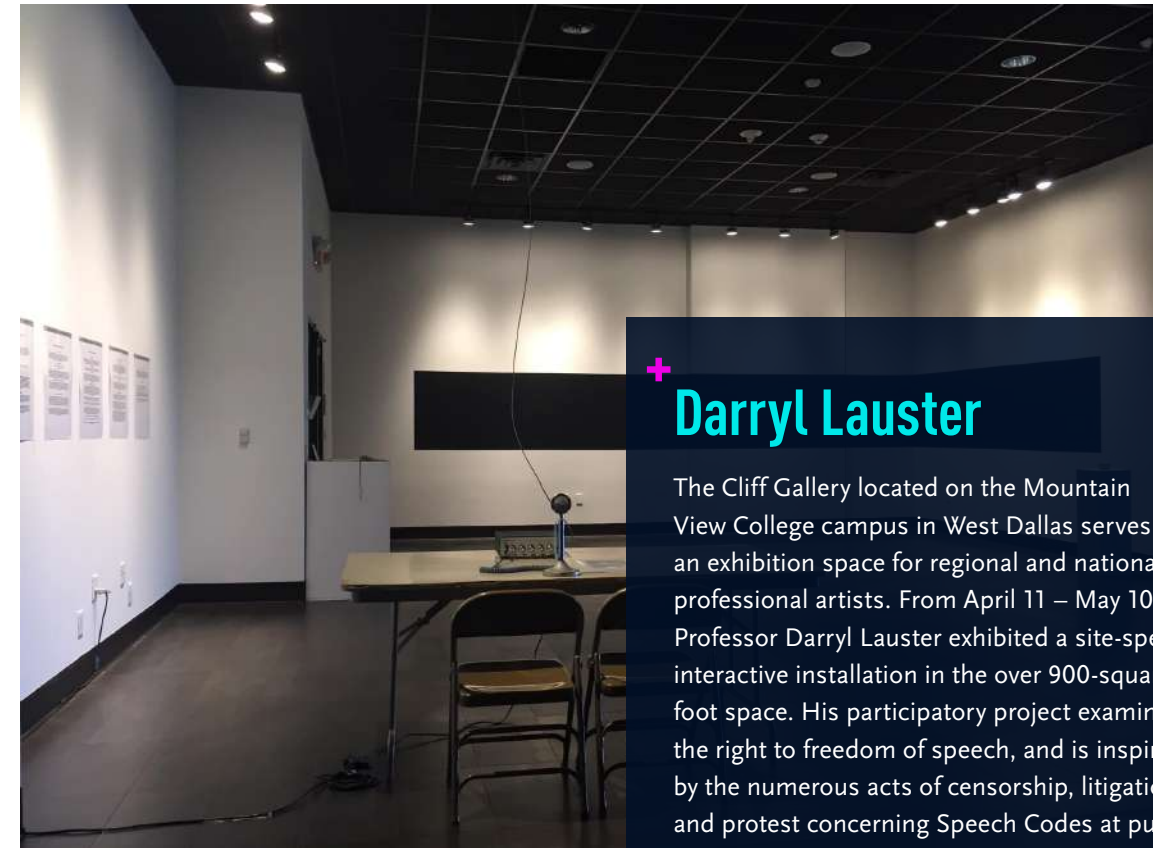 Darryl Lauster
The Cliff Gallery located on the Mountain
View College campus in West Dallas serves
an exhibition space for regional and
professional artists. From April 11 – May 10
Professor Darryl Lauster exhibited a
interactive installation in the over
foot space. His participatory project
the right to freedom of speech, and is
by the numerous acts of censorship,
and protest concerning Speech Codes at